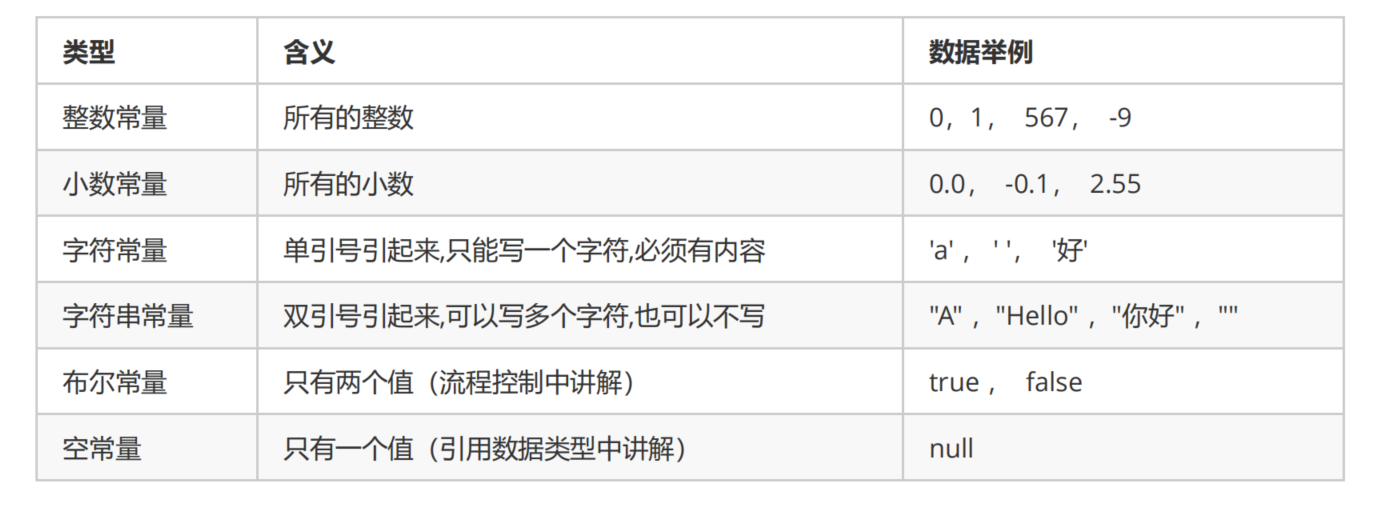 类型 含义 数据举例
整数常量 所有的整数 0，1， 567， -9
小数常量 所有的小数 0.0， -0.1， 2.55
字符常量 单引号引起来,只能写一个字符,必须有内容 'a' ， ' '， '好'
字符串常量 双引号引起来,可以写多个字符,也可以不写 "A" ，"Hello" ，"你好" ，""
布尔常量 只有两个值（流程控制中讲解） true ， false
空常量 只有一个值（引用数据类型中讲解） null